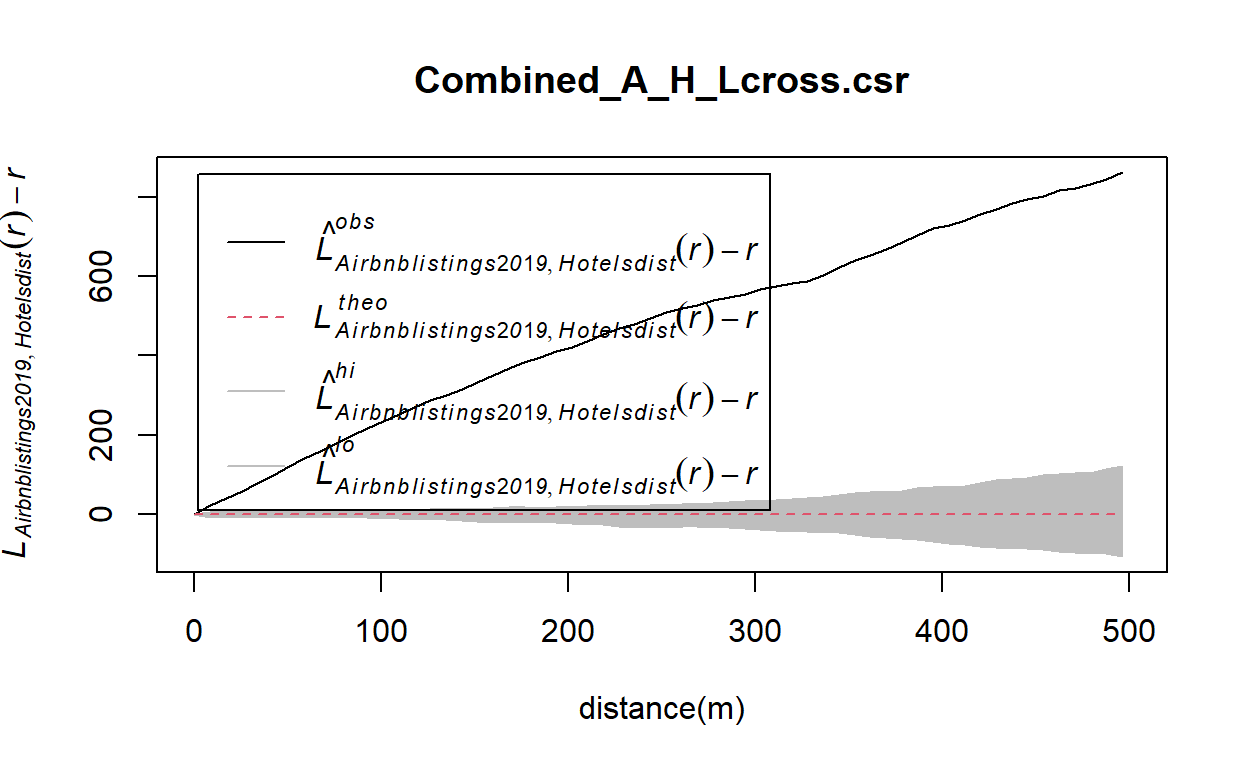 Combined_A_H_Lcross.csr
L Airbnblistings2019, Hotelsdist(r) − r
600
200
0
L̂ obs Airbnblistings2019, Hotelsdist(r) − r
L theo Airbnblistings2019, Hotelsdist(r) − r
L̂ hi Airbnblistings2019, Hotelsdist(r) − r
L̂ lo Airbnblistings2019, Hotelsdist(r) − r
0 100 200 300 400 500
distance(m)